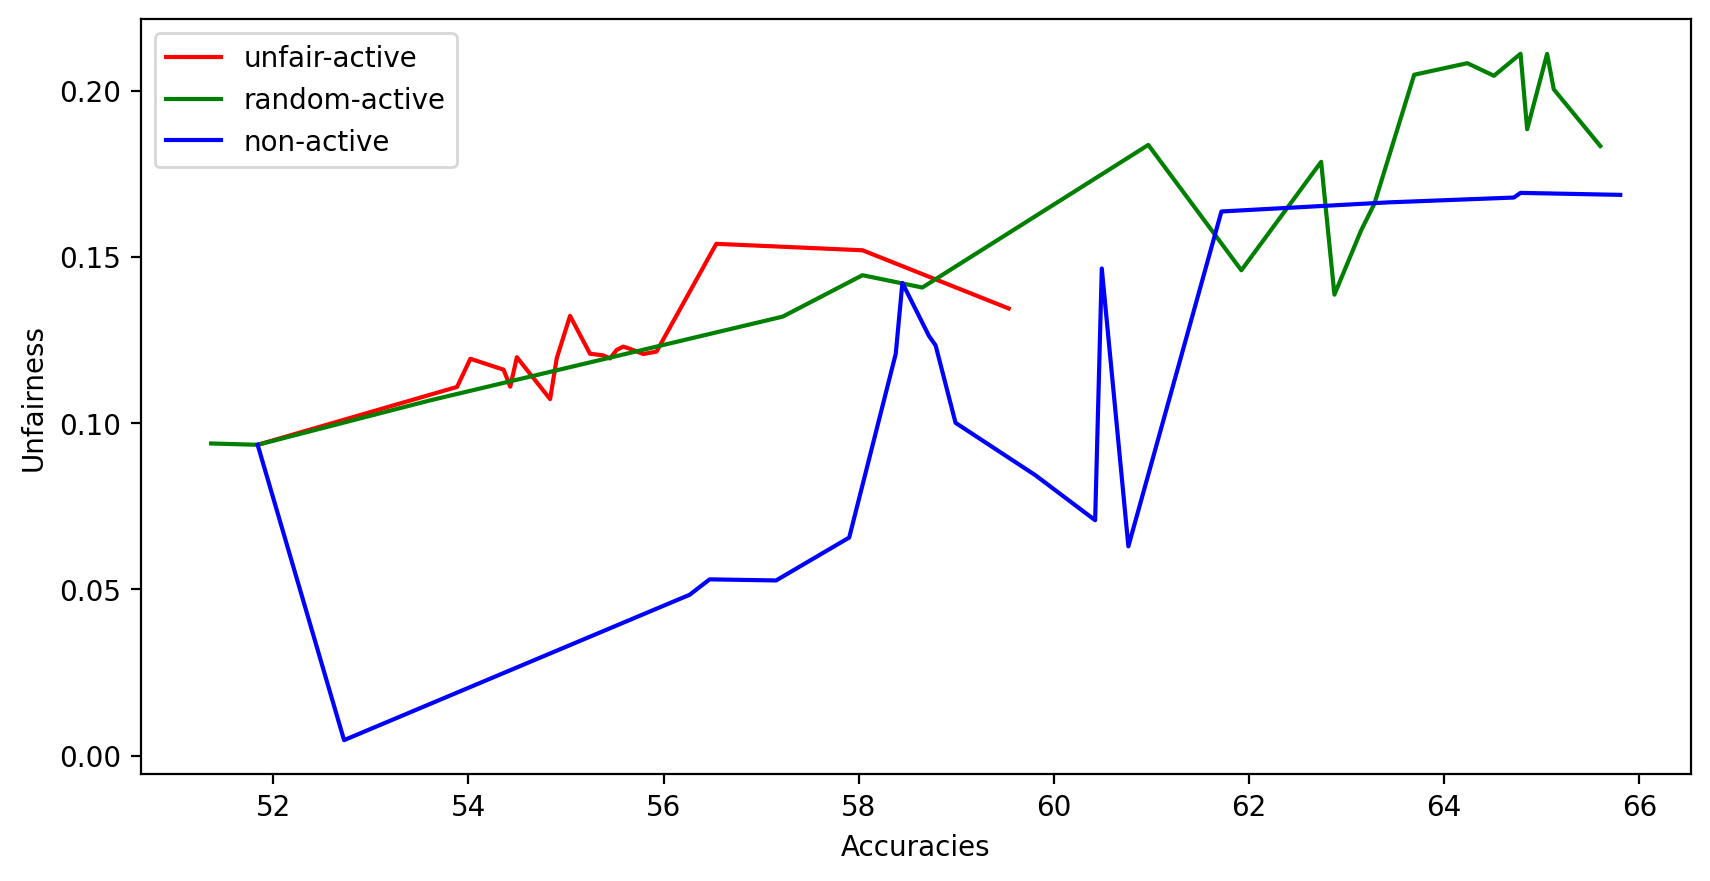 unfair-active
random-active
non-active
0.20
0.15
0.10
0.05
0.00
Unfairness
52 54 56 58 60 62 64 66
Accuracies